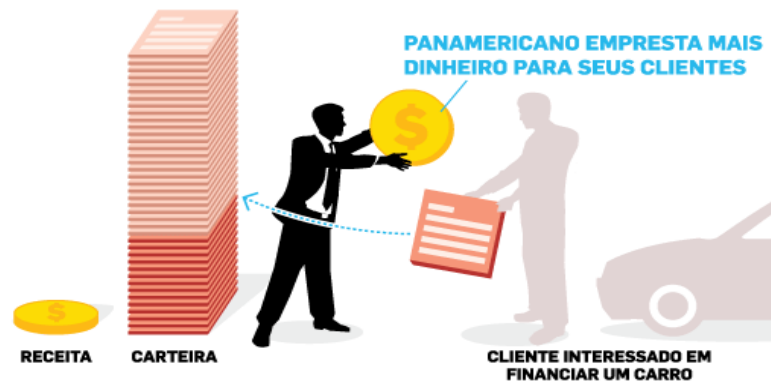 PANAMERICANO EMPRESTA MAIS
DINHEIRO PARA SEUS CLIENTES
$
$
RECEITA
CARTEIRA
CLIENTE INTERESSADO EM
FINANCIAR UM CARRO